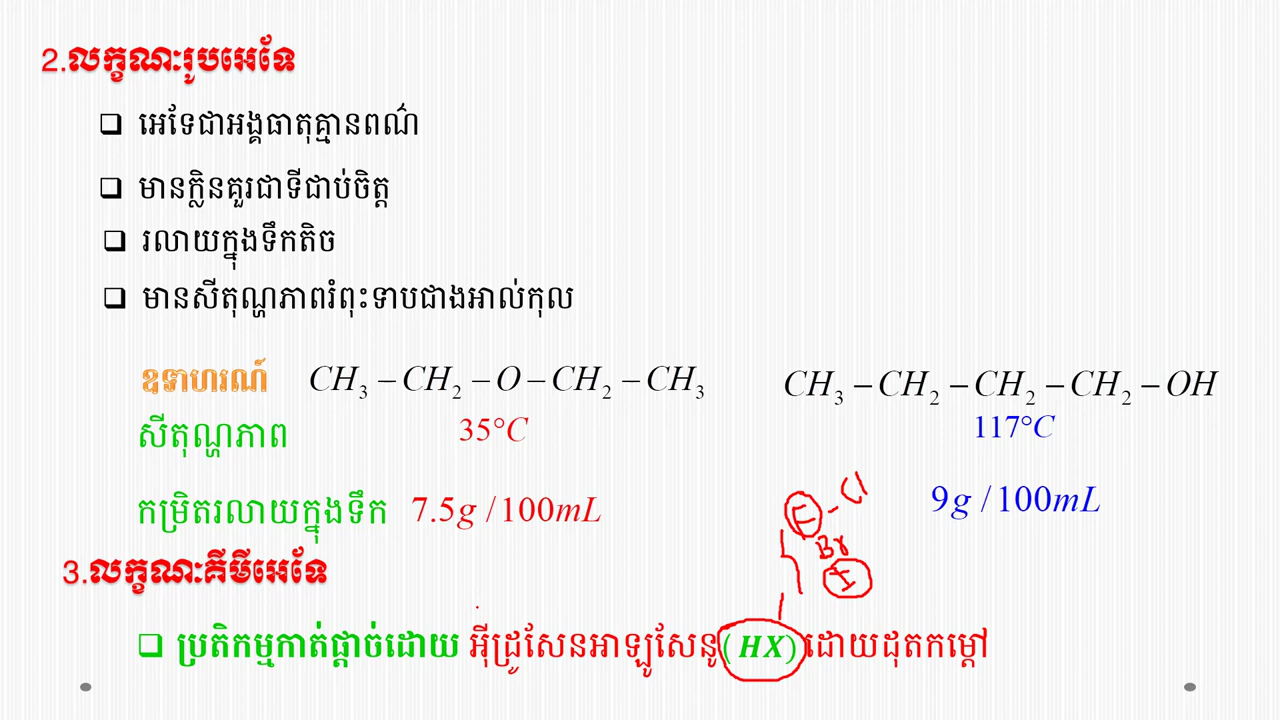 2.លក្ខណៈរូបអេទែ
អេទែជាអង្គធាតុគ្មានពណ៌
មានក្លិនគួរជាទីជាប់ចិត្ត
រលាយក្នុងទឹកតិច
មានសីតុណ្ហភាពរំពុះទាបជាងអាល់កុល
ឧទាហរណ៍ CH₃ – CH₂ – O – CH₂ – CH₃ CH₃ – CH₂ – CH₂ – CH₂ – OH
សីតុណ្ហភាព 35°C 117°C
កម្រិតរលាយក្នុងទឹក 7.5g /100mL 9g /100mL
F - Cl
Br
I
3.លក្ខណៈគីមីអេទែ
ប្រតិកម្មកាត់ផ្តាច់ដោយ អ៊ីដ្រូសែនអាឡូសែនូ(HX)ដោយដុតកម្តៅ